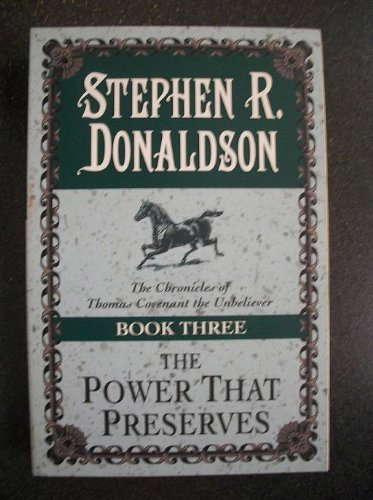 STEPHEN R.
DONALDSON
The Chronicles of
Thomas Covenant the Unbeliever
BOOK THREE
THE
POWER THAT
PRESERVES